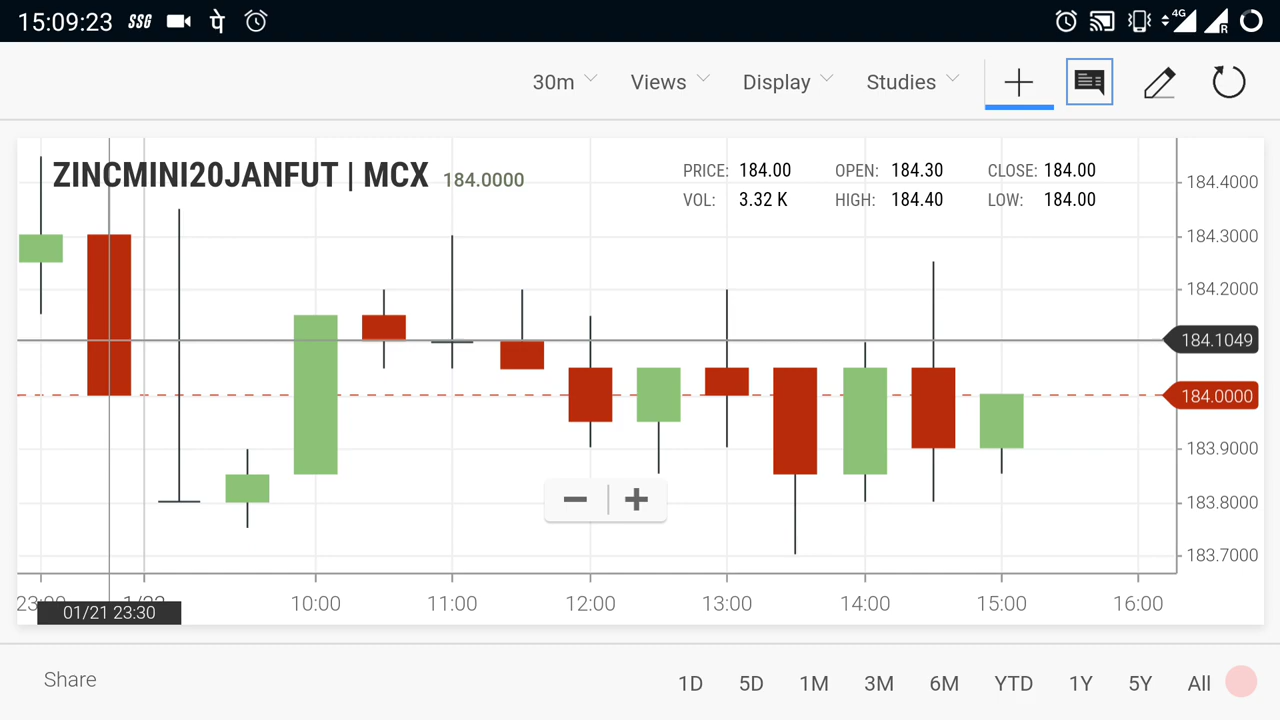 15:09:23 SSG पे 4G R
30m Views Display Studies
ZINCMINI20JANFUT | MCX 184.0000
PRICE: 184.00 OPEN: 184.30 CLOSE: 184.00
VOL: 3.32 K HIGH: 184.40 LOW: 184.00
184.4000
184.3000
184.2000
184.1049
184.0000
183.9000
183.8000
183.7000
10:00 11:00 12:00 13:00 14:00 15:00 16:00
01/21 23:30
Share 1D 5D 1M 3M 6M YTD 1Y 5Y All